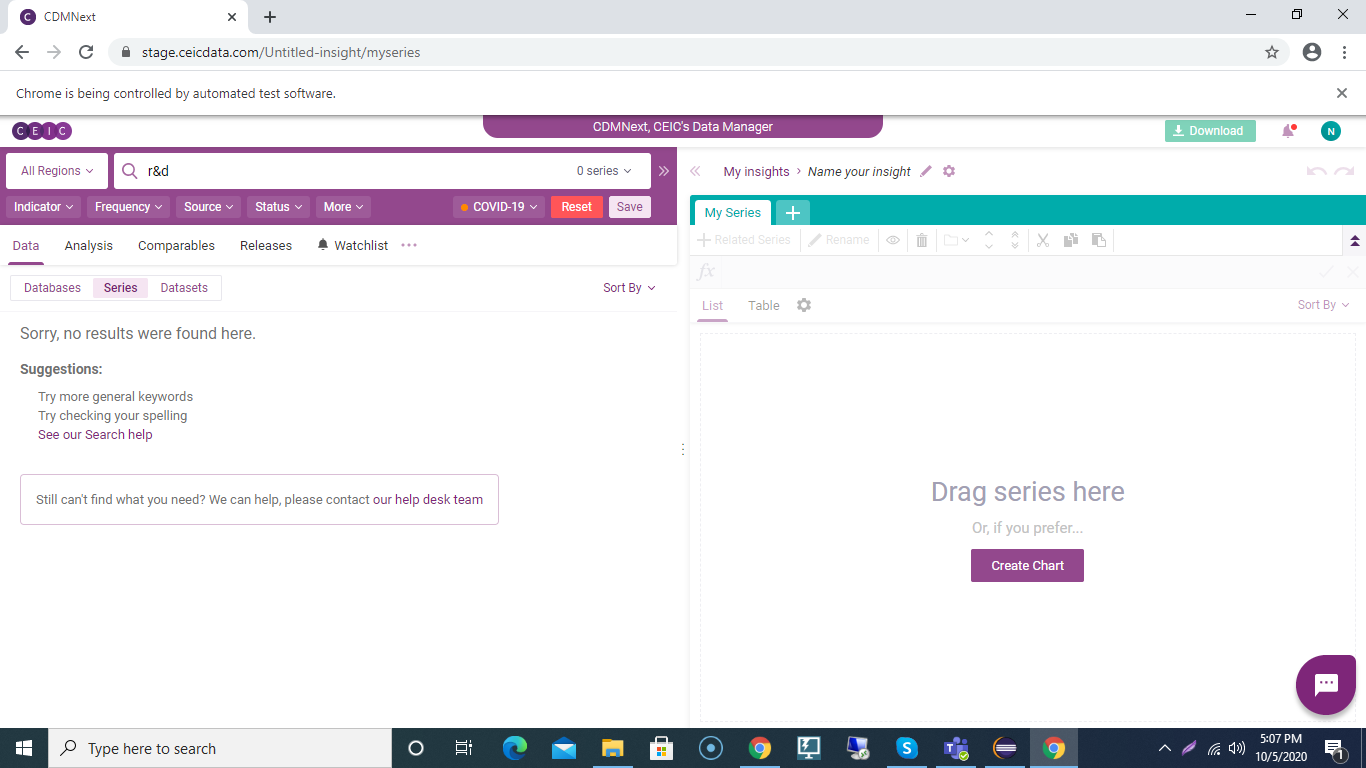 CDMNext
stage.ceicdata.com/Untitled-insight/myseries
Chrome is being controlled by automated test software.
CEIC
CDMNext, CEIC's Data Manager
Download
N
All Regions
r&d
0 series
My insights > Name your insight
Indicator
Frequency
Source
Status
More
COVID-19
Reset
Save
My Series
Data
Analysis
Comparables
Releases
Watchlist
Related Series
Rename
fx
Databases
Series
Datasets
Sort By
List
Table
Sort By
Sorry, no results were found here.
Suggestions:
Try more general keywords
Try checking your spelling
See our Search help
Still can't find what you need? We can help, please contact our help desk team
Drag series here
Or, if you prefer...
Create Chart
Type here to search
5:07 PM
10/5/2020
1